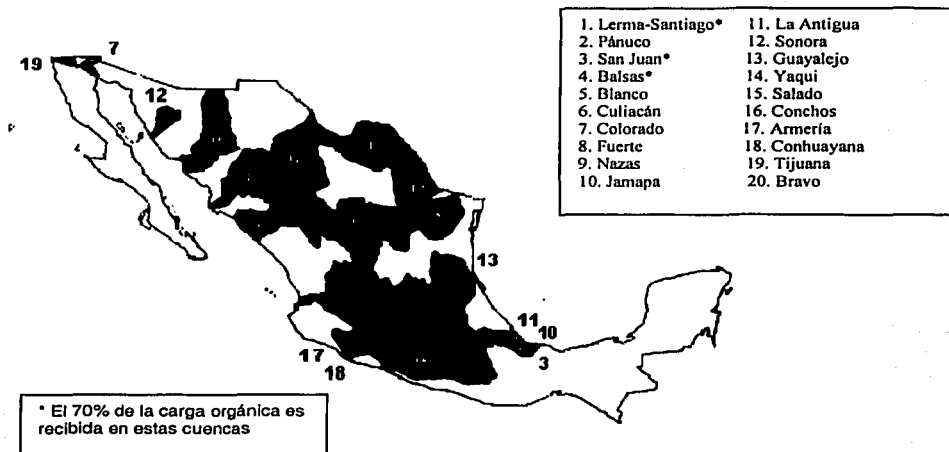 1. Lerma-Santiago*
2. Pánuco
3. San Juan*
4. Balsas*
5. Blanco
6. Culiacán
7. Colorado
8. Fuerte
9. Nazas
10. Jamapa
11. La Antigua
12. Sonora
13. Guayalejo
14. Yaqui
15. Salado
16. Conchos
17. Armería
18. Conhuayana
19. Tijuana
20. Bravo
7
19
12
13
11
10
3
17
18
* El 70% de la carga orgánica es
recibida en estas cuencas